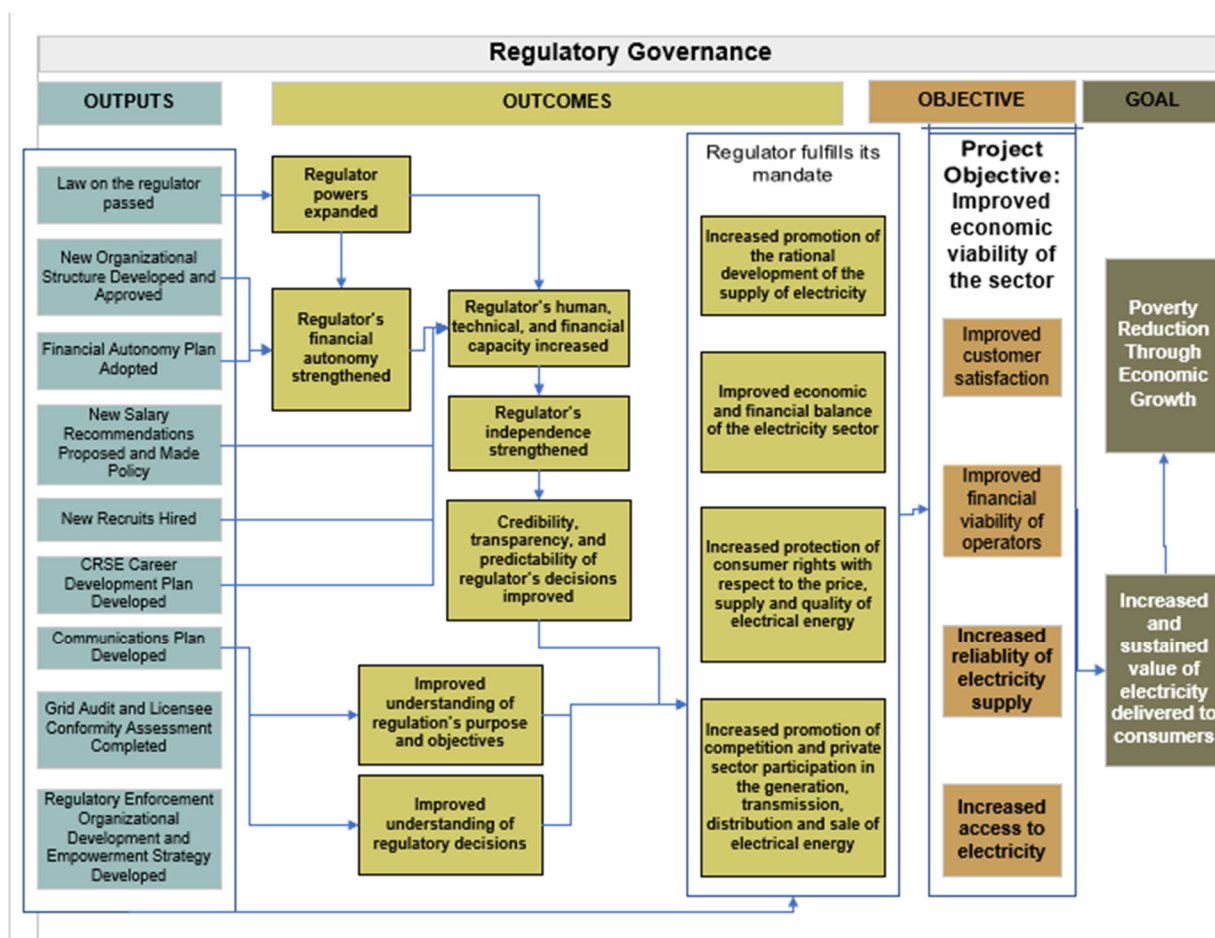 Regulatory Governance
OUTPUTS
OUTCOMES
OBJECTIVE
GOAL
Law on the regulator
passed
New Organizational
Structure Developed and
Approved
Financial Autonomy Plan
Adopted
New Salary
Recommendations
Proposed and Made
Policy
New Recruits Hired
CRSE Career
Development Plan
Developed
Communications Plan
Developed
Grid Audit and Licensee
Conformity Assessment
Completed
Regulatory Enforcement
Organizational
Development and
Empowerment Strategy
Developed
Regulator
powers
expanded
Regulator's
financial
autonomy
strengthened
Regulator's human,
technical, and financial
capacity increased
Regulator's
independence
strengthened
Credibility,
transparency, and
predictability of
regulator's decisions
improved
Improved
understanding of
regulation's purpose
and objectives
Improved
understanding of
regulatory decisions
Regulator fulfills its
mandate
Increased promotion of
the rational
development of the
supply of electricity
Improved economic
and financial balance
of the electricity sector
Increased protection of
consumer rights with
respect to the price,
supply and quality of
electrical energy
Increased promotion of
competition and private
sector participation in
the generation,
transmission,
distribution and sale of
electrical energy
Project
Objective:
Improved
economic
viability of
the sector
Improved
customer
satisfaction
Improved
financial
viability of
operators
Increased
reliablity of
electricity
supply
Increased
access to
electricity
Poverty
Reduction
Through
Economic
Growth
Increased
and
sustained
value of
electricity
delivered to
consumers